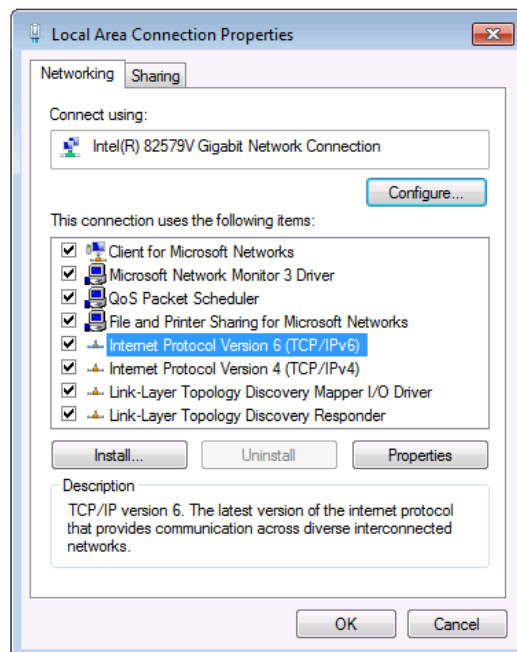 Local Area Connection Properties
Networking
Sharing
Connect using:
Intel(R) 82579V Gigabit Network Connection
Configure...
This connection uses the following items:
Client for Microsoft Networks
Microsoft Network Monitor 3 Driver
QoS Packet Scheduler
File and Printer Sharing for Microsoft Networks
Internet Protocol Version 6 (TCP/IPv6)
Internet Protocol Version 4 (TCP/IPv4)
Link-Layer Topology Discovery Mapper I/O Driver
Link-Layer Topology Discovery Responder
Install...
Uninstall
Properties
Description
TCP/IP version 6. The latest version of the internet protocol
that provides communication across diverse interconnected
networks.
OK
Cancel